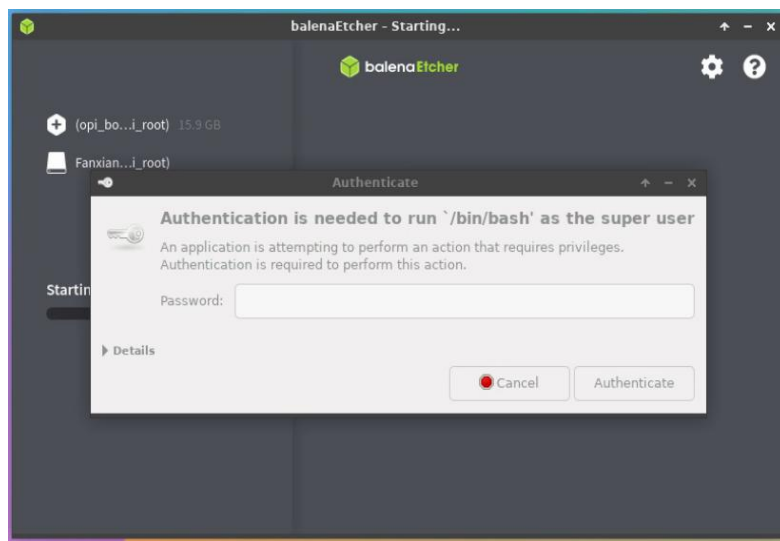 balenaEtcher - Starting...
balenaEtcher
(opi_bo...i_root) 15.9 GB
Fanxian...i_root)
Authenticate
Authentication is needed to run `/bin/bash' as the super user
An application is attempting to perform an action that requires privileges.
Authentication is required to perform this action.
Startin
Password:
Details
Cancel
Authenticate